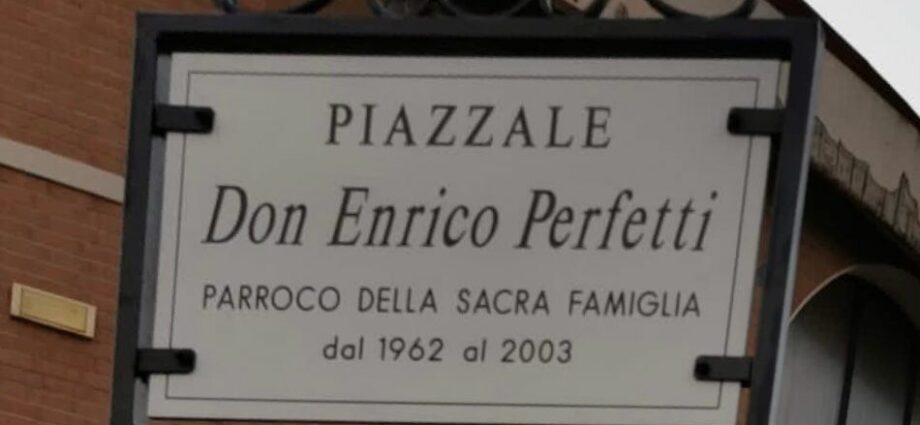 PIAZZALE
Don Enrico Perfetti
PARROCO DELLA SACRA FAMIGLIA
dal 1962 al 2003